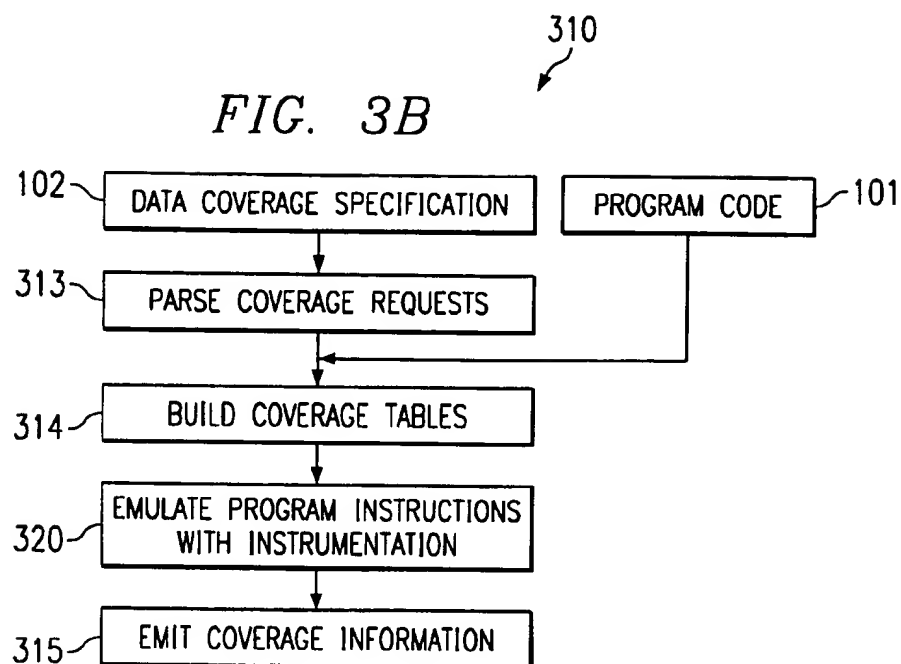 310
FIG. 3B
102
DATA COVERAGE SPECIFICATION
PROGRAM CODE
101
313
PARSE COVERAGE REQUESTS
314
BUILD COVERAGE TABLES
320
EMULATE PROGRAM INSTRUCTIONS
WITH INSTRUMENTATION
315
EMIT COVERAGE INFORMATION